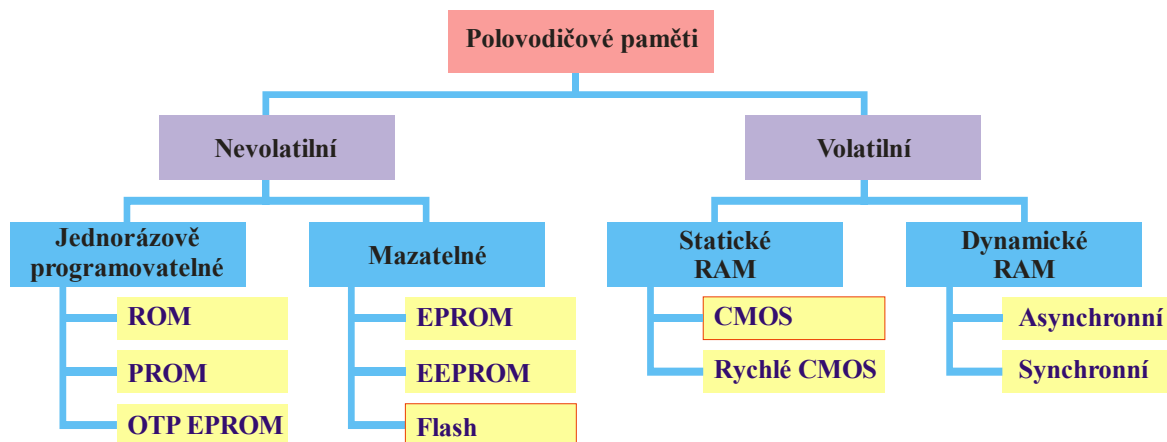 Polovodičové paměti
Nevolatilní
Volatilní
Jednorázově
programovatelné
Mazatelné
Statické
RAM
Dynamické
RAM
ROM
EPROM
CMOS
Asynchronní
PROM
EEPROM
Rychlé CMOS
Synchronní
OTP EPROM
Flash